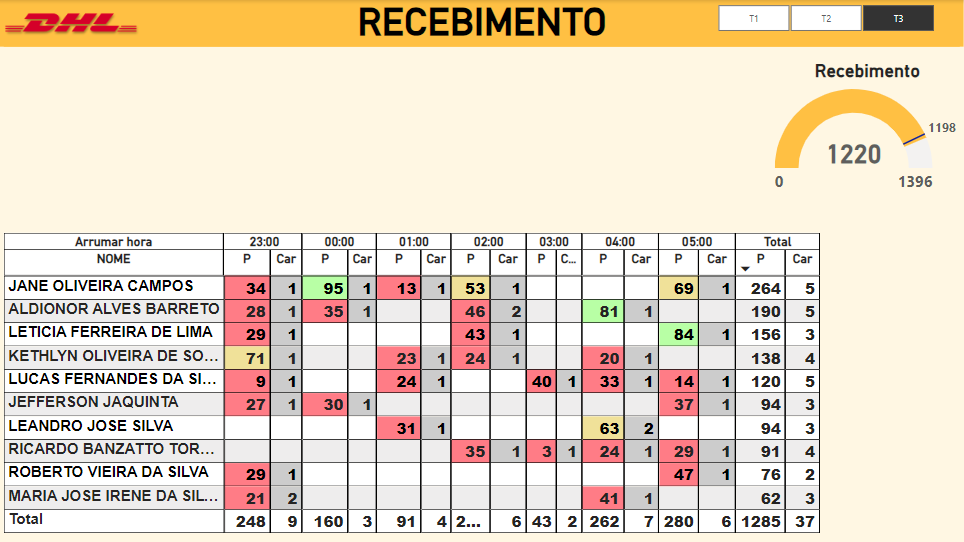 DHL RECEBIMENTO T1 T2 T3
Recebimento
1198
1220
0 1396
Arrumar hora 23:00 00:00 01:00 02:00 03:00 04:00 05:00 Total
NOME P Car P Car P Car P Car P C... P Car P Car P Car
JANE OLIVEIRA CAMPOS 34 1 95 1 13 1 53 1 69 1 264 5
ALDIONOR ALVES BARRETO 28 1 35 1 46 2 81 1 190 5
LETICIA FERREIRA DE LIMA 29 1 43 1 84 1 156 3
KETHLYN OLIVEIRA DE SO... 71 1 23 1 24 1 20 1 138 4
LUCAS FERNANDES DA SI... 9 1 24 1 40 1 33 1 14 1 120 5
JEFFERSON JAQUINTA 27 1 30 1 37 1 94 3
LEANDRO JOSE SILVA 31 1 63 2 94 3
RICARDO BANZATTO TOR... 35 1 3 1 24 1 29 1 91 4
ROBERTO VIEIRA DA SILVA 29 1 47 1 76 2
MARIA JOSE IRENE DA SIL... 21 2 41 1 62 3
Total 248 9 160 3 91 4 2... 6 43 2 262 7 280 6 1285 37